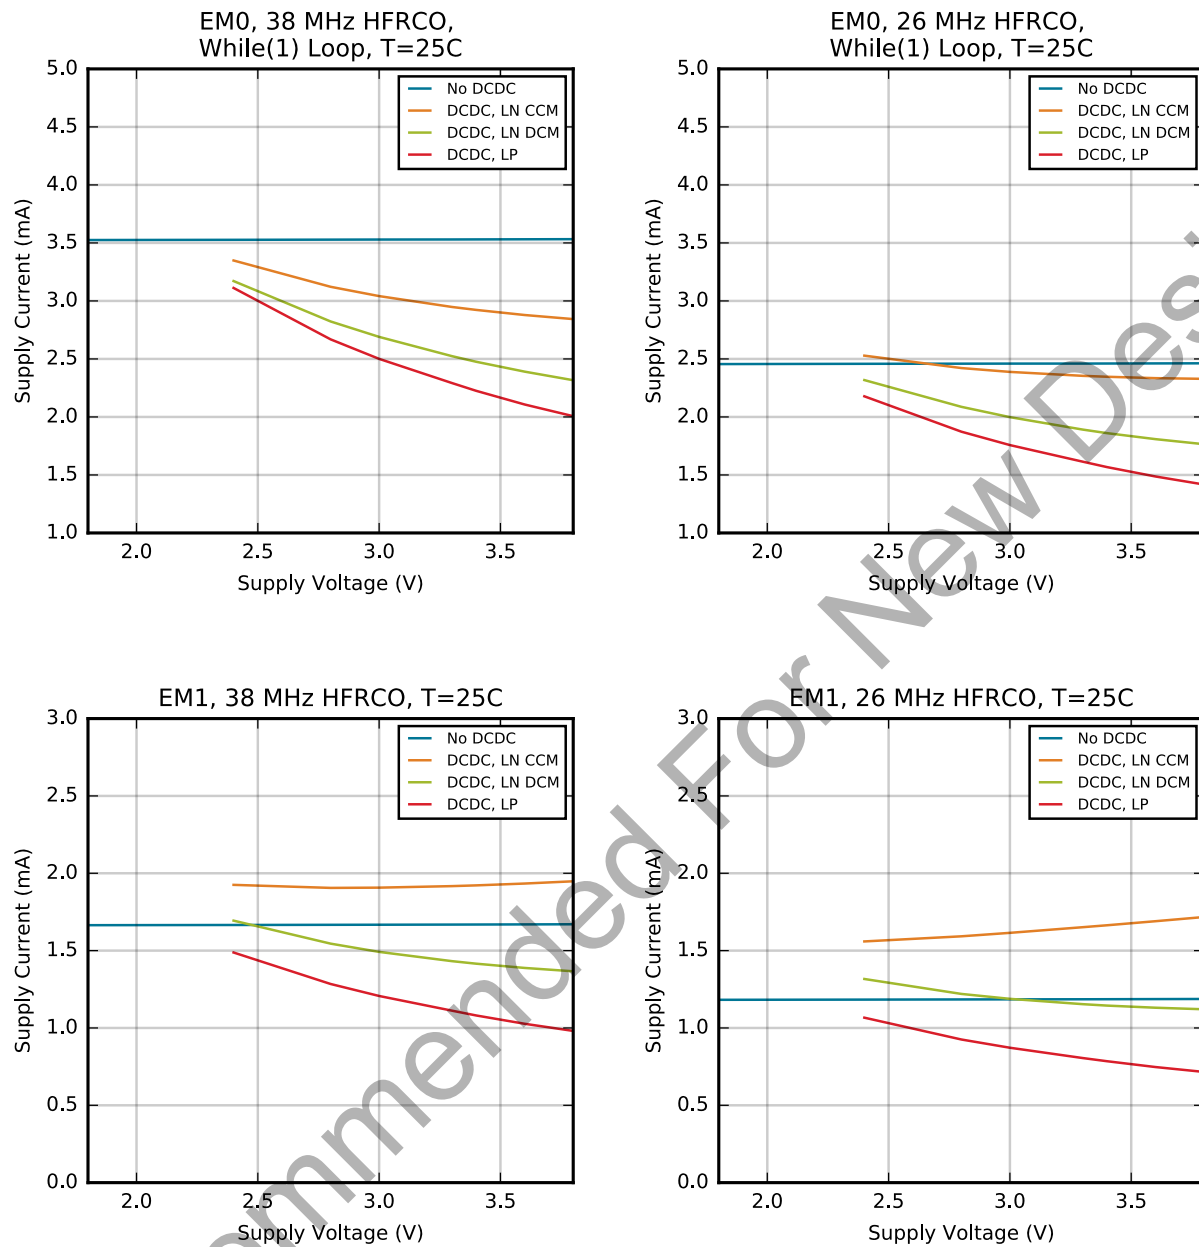 EM0, 38 MHz HFRCO,
While(1) Loop, T=25C
5.0
4.5
4.0
3.5
3.0
2.5
2.0
1.5
1.0
Supply Current (mA)
No DCDC
DCDC, LN CCM
DCDC, LN DCM
DCDC, LP
2.0 2.5 3.0 3.5
Supply Voltage (V)
EM0, 26 MHz HFRCO,
While(1) Loop, T=25C
5.0
4.5
4.0
3.5
3.0
2.5
2.0
1.5
1.0
Supply Current (mA)
No DCDC
DCDC, LN CCM
DCDC, LN DCM
DCDC, LP
2.0 2.5 3.0 3.5
Supply Voltage (V)
EM1, 38 MHz HFRCO, T=25C
3.0
2.5
2.0
1.5
1.0
0.5
0.0
Supply Current (mA)
No DCDC
DCDC, LN CCM
DCDC, LN DCM
DCDC, LP
2.0 2.5 3.0 3.5
Supply Voltage (V)
EM1, 26 MHz HFRCO, T=25C
3.0
2.5
2.0
1.5
1.0
0.5
0.0
Supply Current (mA)
No DCDC
DCDC, LN CCM
DCDC, LN DCM
DCDC, LP
2.0 2.5 3.0 3.5
Supply Voltage (V)
ommended For New Desi